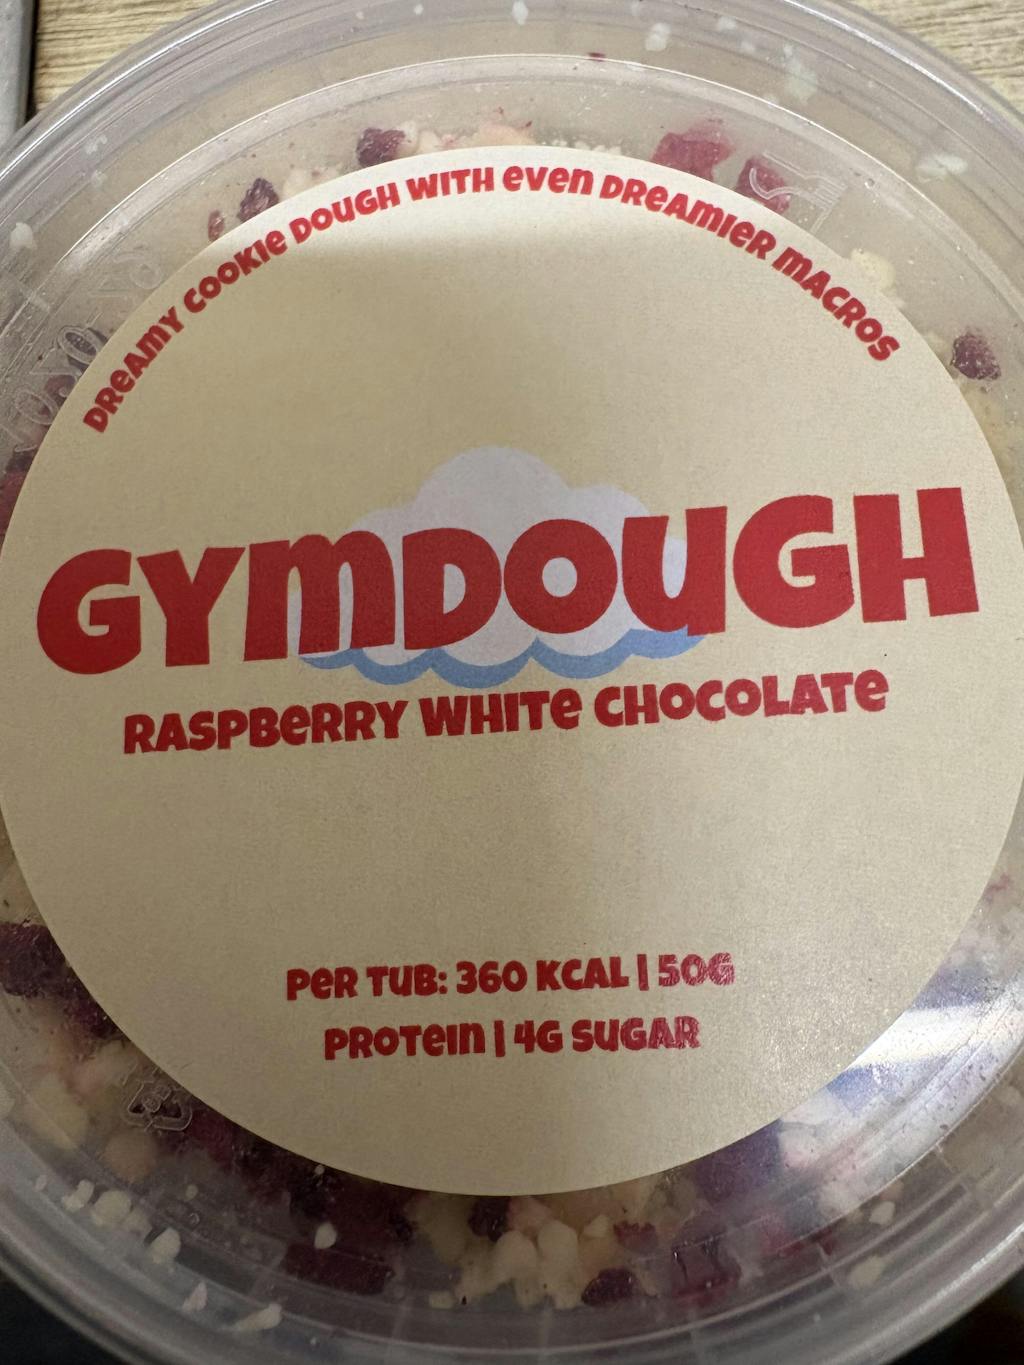 DREAMY COOKIE DOUGH WITH even DREAMIER MACROS
GYMDOUGH
RASPBERRY WHITE CHOCOLATE
PER TUB: 360 KCAL | 50G
PROTEIN | 4G SUGAR